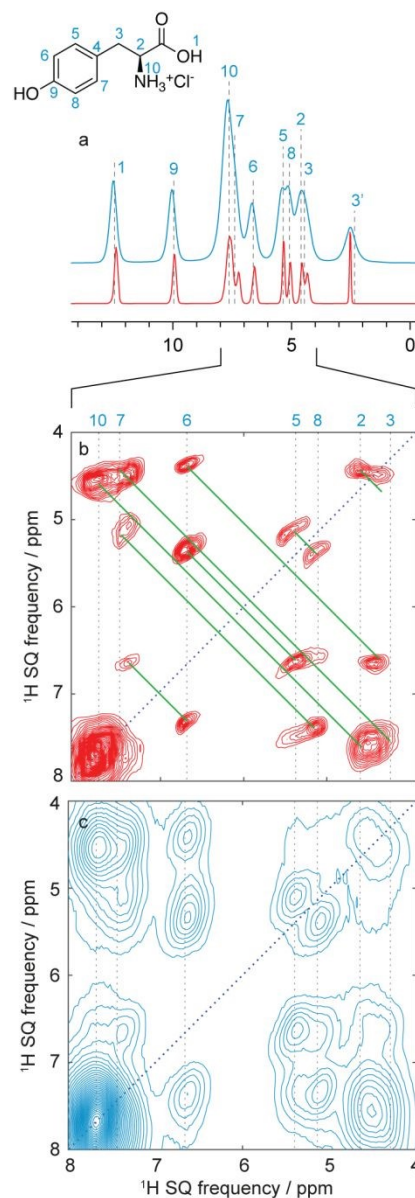 5 3 O 1
6 4 2 OH
7 10
HO 9 8 NH₃⁺Cl⁻
10
a 7 2
1 9 6 5 8 3 3'
10 5 0
10 7 6 5 8 2 3
b
4
5
6
7
8
¹H SQ frequency / ppm
c
4
5
6
7
8
¹H SQ frequency / ppm
8 7 6 5 4
¹H SQ frequency / ppm